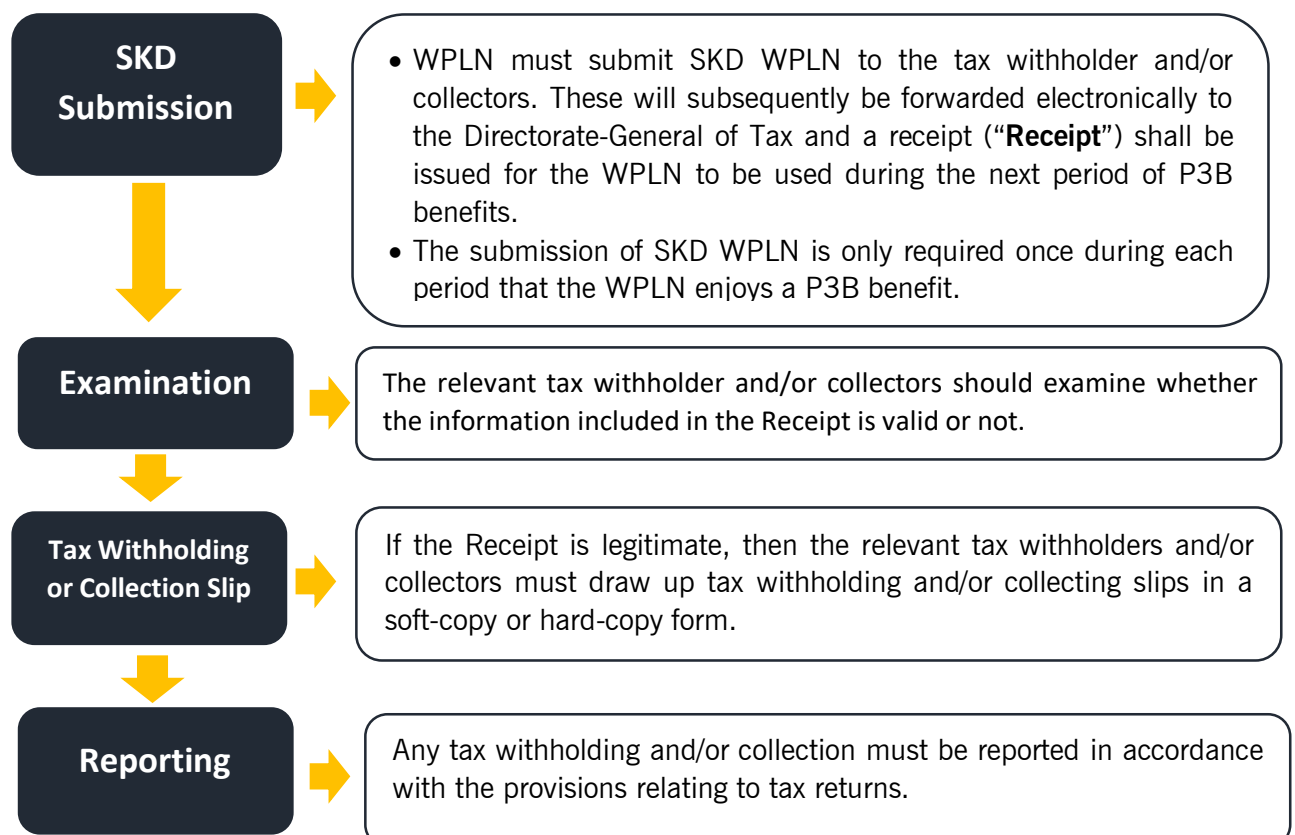 SKD
Submission
• WPLN must submit SKD WPLN to the tax withholder and/or
collectors. These will subsequently be forwarded electronically to
the Directorate-General of Tax and a receipt (“Receipt”) shall be
issued for the WPLN to be used during the next period of P3B
benefits.
• The submission of SKD WPLN is only required once during each
period that the WPLN enjoys a P3B benefit.
Examination
The relevant tax withholder and/or collectors should examine whether
the information included in the Receipt is valid or not.
Tax Withholding
or Collection Slip
If the Receipt is legitimate, then the relevant tax withholders and/or
collectors must draw up tax withholding and/or collecting slips in a
soft-copy or hard-copy form.
Reporting
Any tax withholding and/or collection must be reported in accordance
with the provisions relating to tax returns.